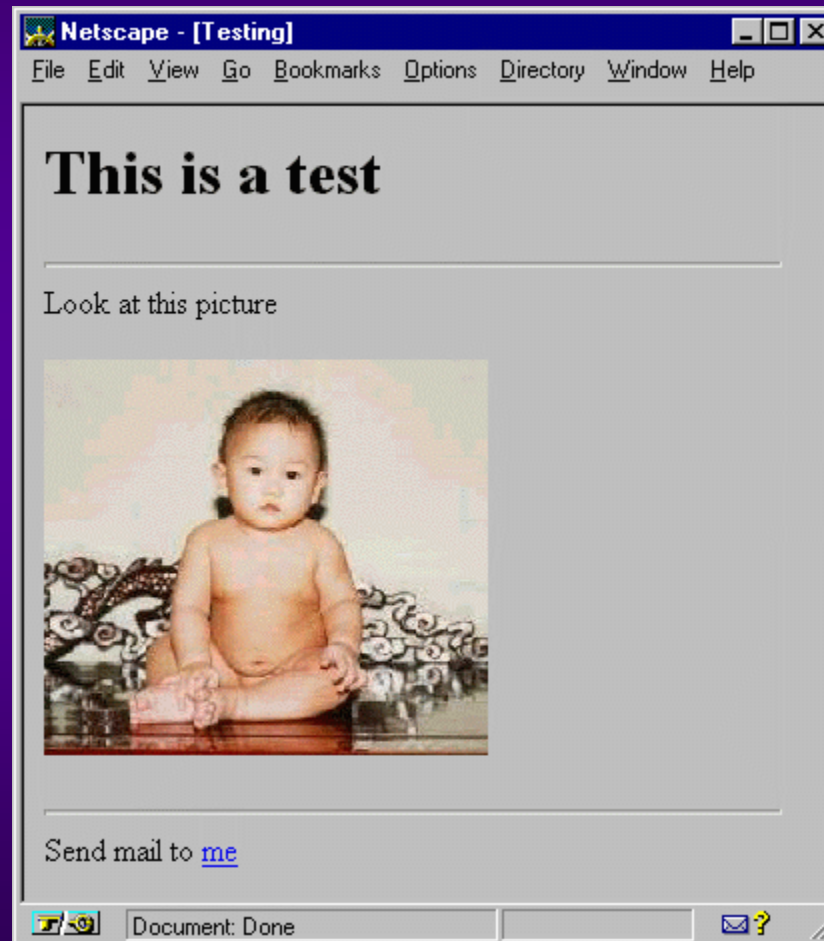 Netscape - [Testing]
File Edit View Go Bookmarks Options Directory Window Help
This is a test
Look at this picture
Send mail to me
Document: Done